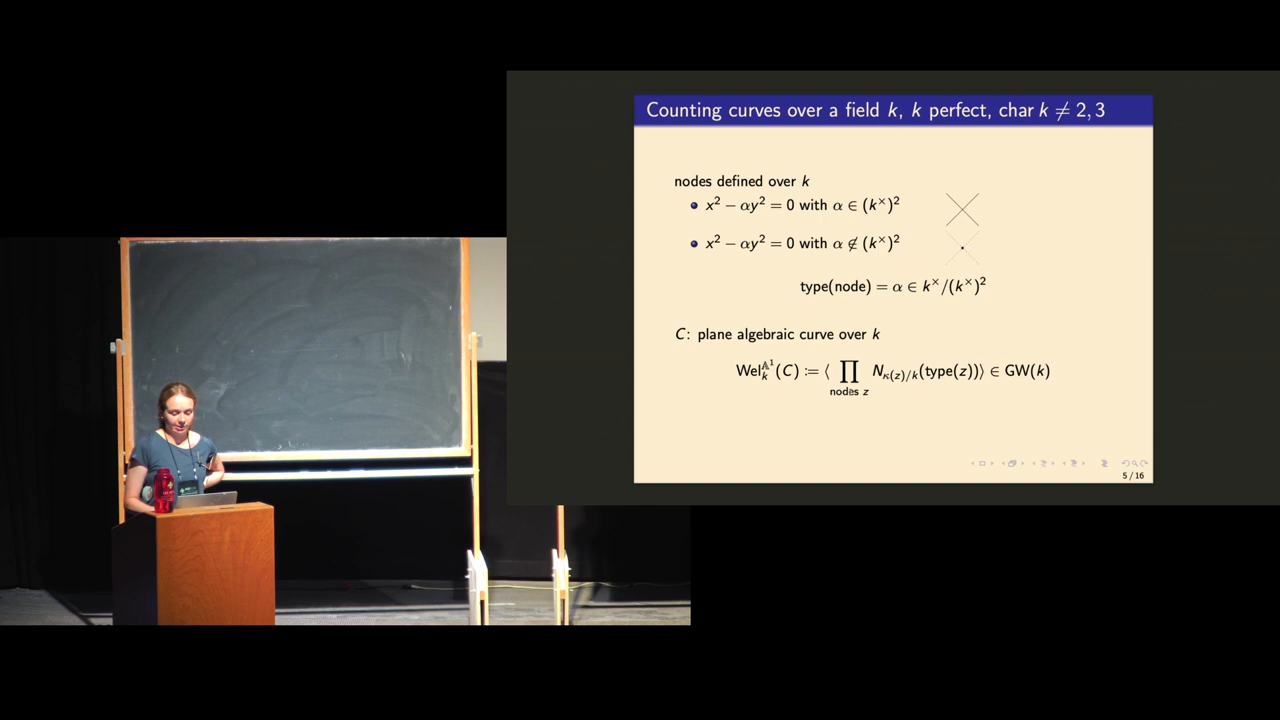 Counting curves over a field k, k perfect, char k ≠ 2, 3
nodes defined over k
x² − αy² = 0 with α ∈ (k^×)²
x² − αy² = 0 with α ∉ (k^×)²
type(node) = α ∈ k^×/(k^×)²
C: plane algebraic curve over k
Wel_k^{𝔸¹}(C) := ⟨ ∏_{nodes z} N_{κ(z)/k}(type(z))⟩ ∈ GW(k)
5 / 16